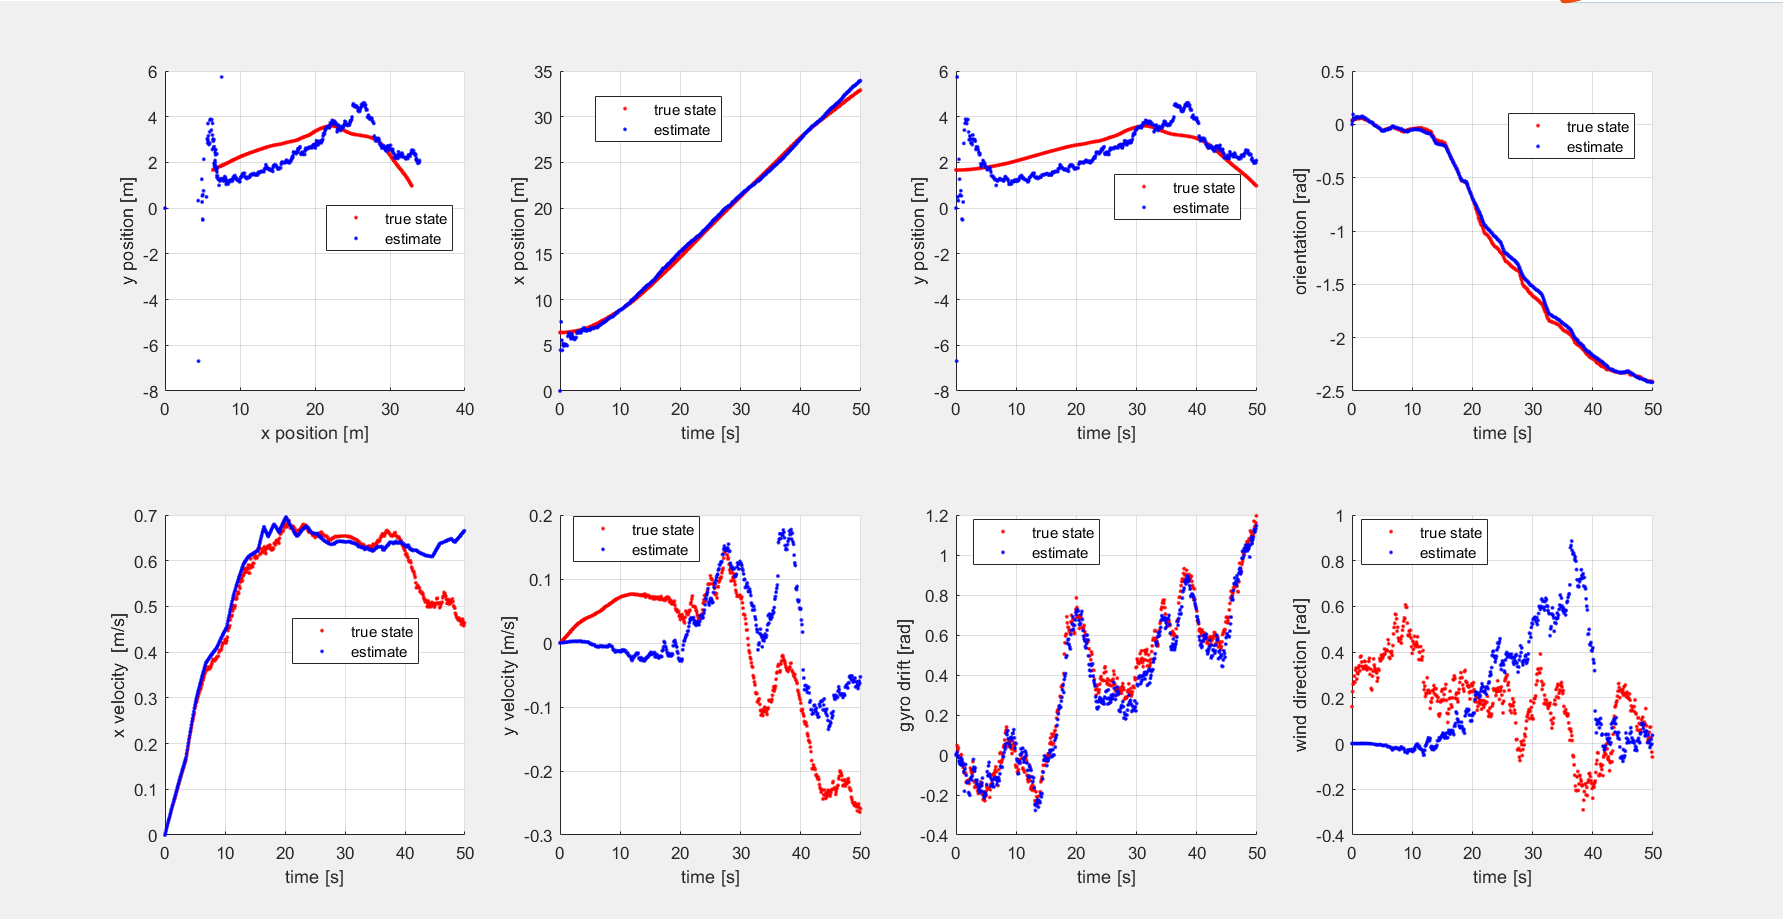 6
4
2
0
-2
-4
-6
-8
0 10 20 30 40
y position [m]
x position [m]
true state
estimate
35
30
25
20
15
10
5
0
0 10 20 30 40 50
x position [m]
time [s]
true state
estimate
6
4
2
0
-2
-4
-6
-8
0 10 20 30 40 50
y position [m]
time [s]
true state
estimate
0.5
0
-0.5
-1
-1.5
-2
-2.5
0 10 20 30 40 50
orientation [rad]
time [s]
true state
estimate
0.7
0.6
0.5
0.4
0.3
0.2
0.1
0
0 10 20 30 40 50
x velocity [m/s]
time [s]
true state
estimate
0.2
0.1
0
-0.1
-0.2
-0.3
0 10 20 30 40 50
y velocity [m/s]
time [s]
true state
estimate
1.2
1
0.8
0.6
0.4
0.2
0
-0.2
-0.4
0 10 20 30 40 50
gyro drift [rad]
time [s]
true state
estimate
1
0.8
0.6
0.4
0.2
0
-0.2
-0.4
0 10 20 30 40 50
wind direction [rad]
time [s]
true state
estimate